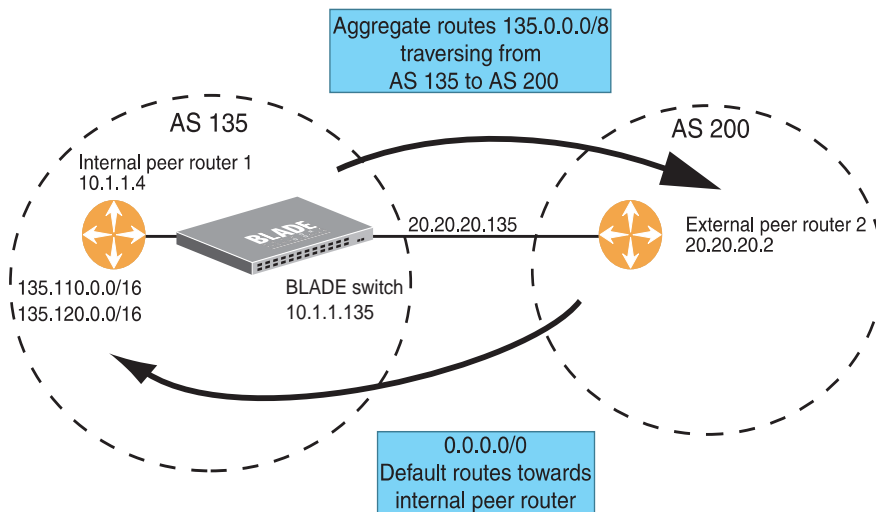 Aggregate routes 135.0.0.0/8
traversing from
AS 135 to AS 200
AS 135
AS 200
Internal peer router 1
10.1.1.4
BLADE
20.20.20.135
External peer router 2
20.20.20.2
135.110.0.0/16
135.120.0.0/16
BLADE switch
10.1.1.135
0.0.0.0/0
Default routes towards
internal peer router